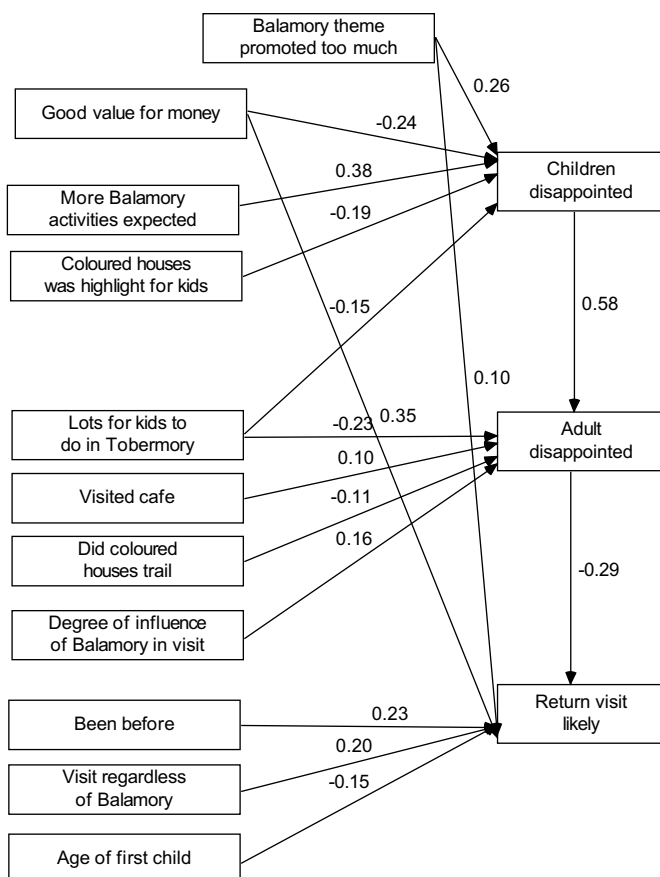 Balamory theme
promoted too much
0.26
Good value for money
-0.24
Children
disappointed
0.38
More Balamory
activities expected
-0.19
Coloured houses
was highlight for kids
-0.15
0.58
0.10
Lots for kids to
do in Tobermory
-0.23
0.35
Adult
disappointed
0.10
Visited cafe
-0.11
Did coloured
houses trail
0.16
-0.29
Degree of influence
of Balamory in visit
Return visit
likely
Been before
0.23
0.20
Visit regardless
of Balamory
-0.15
Age of first child